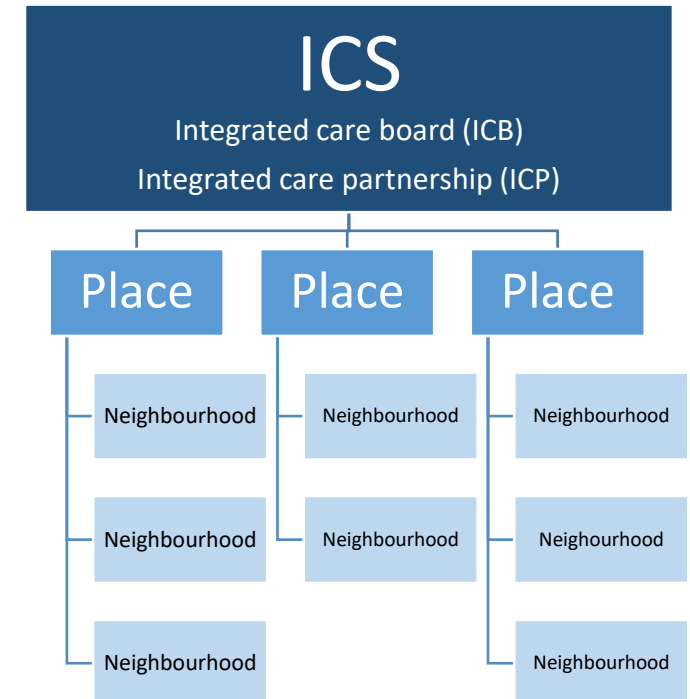 ICS
Integrated care board (ICB)
Integrated care partnership (ICP)
Place
Place
Place
Neighbourhood
Neighbourhood
Neighbourhood
Neighbourhood
Neighbourhood
Neighbourhood
Neighourhood
Neighbourhood